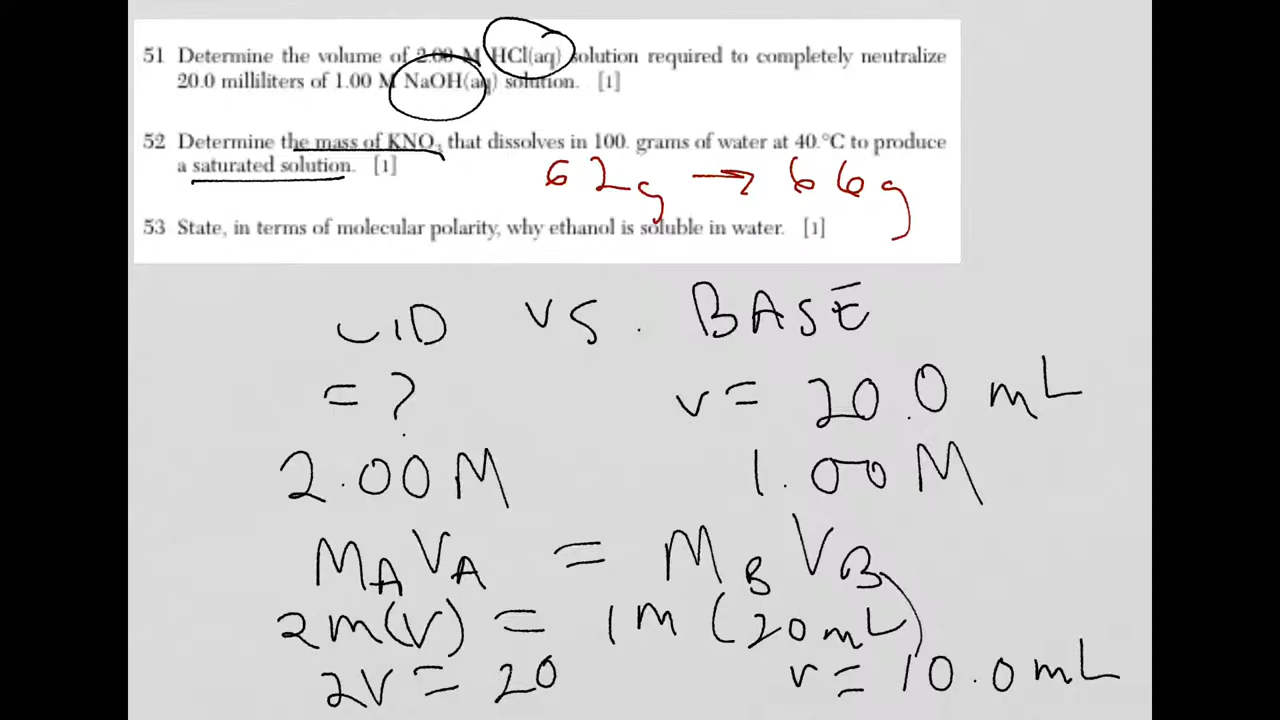 51 Determine the volume of 2.00 M HCl(aq) solution required to completely neutralize
20.0 milliliters of 1.00 M NaOH(aq) solution. [1]
52 Determine the mass of KNO₃ that dissolves in 100. grams of water at 40.°C to produce
a saturated solution. [1]
62g → 66g
53 State, in terms of molecular polarity, why ethanol is soluble in water. [1]
CID VS. BASE
= ? V = 20.0 mL
2.00 M 1.00 M
MAVA = MBVB
2m(V) = 1m (20mL)
2V = 20 V = 10.0mL